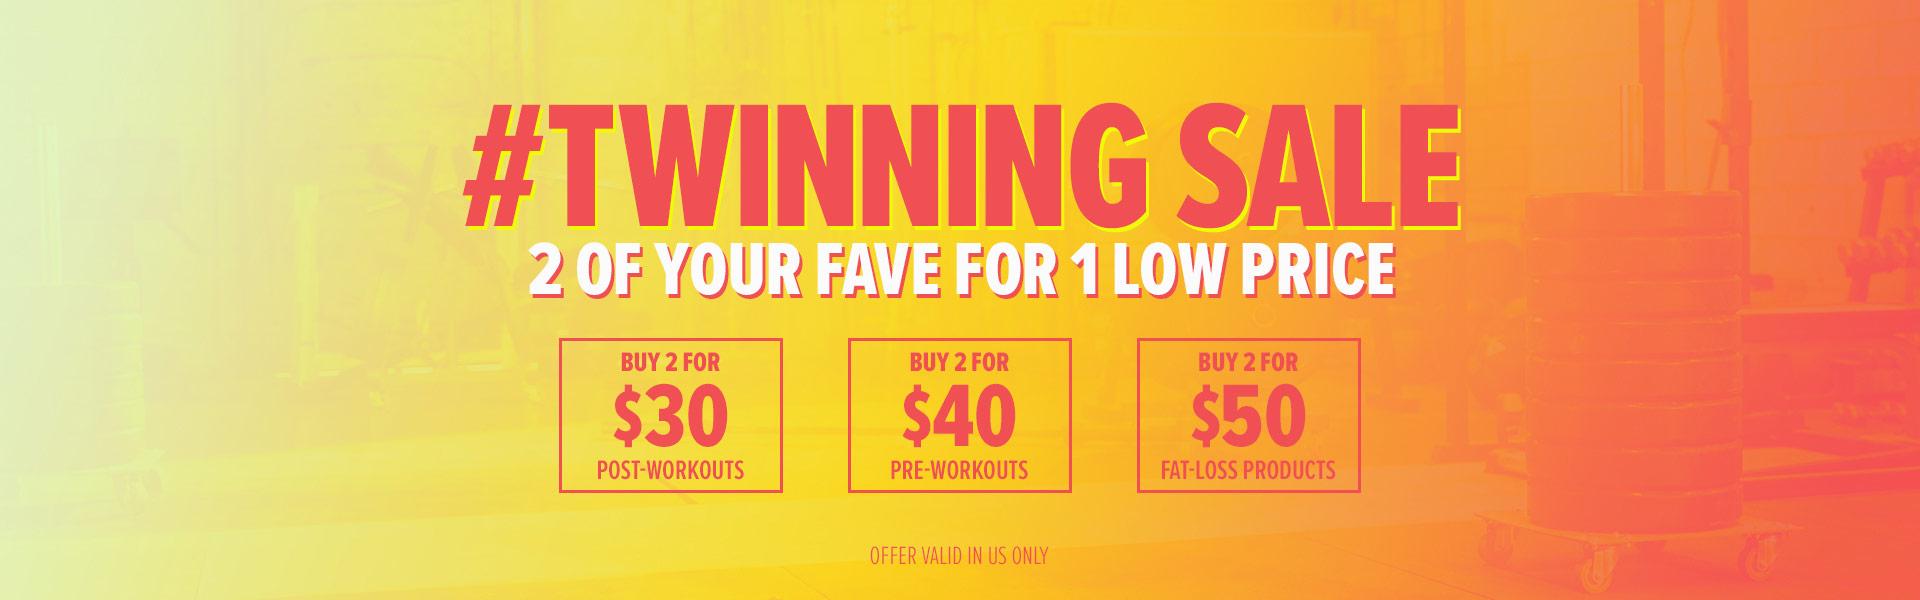 #TWINNING SALE
2 OF YOUR FAVE FOR 1 LOW PRICE
BUY 2 FOR
$30
POST-WORKOUTS
BUY 2 FOR
$40
PRE-WORKOUTS
BUY 2 FOR
$50
FAT-LOSS PRODUCTS
OFFER VALID IN US ONLY